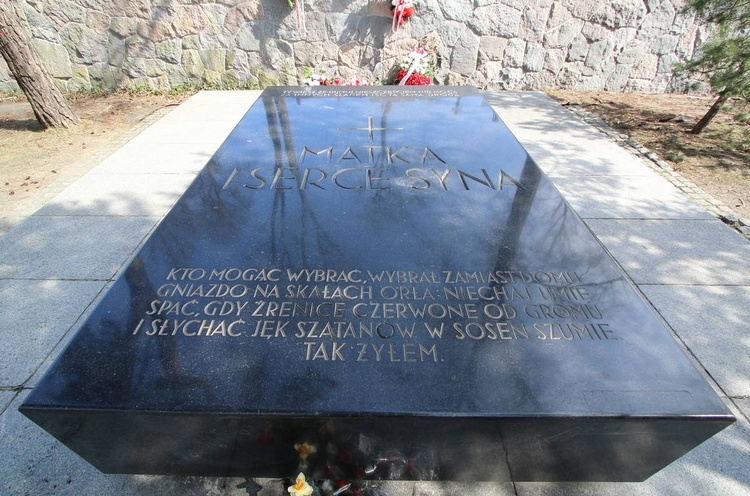 MATKA
I SERCE SYNA
KTO MOGĄC WYBRAĆ, WYBRAŁ ZAMIAST DOMU
GNIAZDO NA SKAŁACH ORŁA: NIECHAJ UMIE
SPAĆ, GDY ŹRENICE CZERWONE OD GROMU
I SŁYCHAĆ JĘK SZATANÓW W SOSEN SZUMIE.
TAK ŻYŁEM.